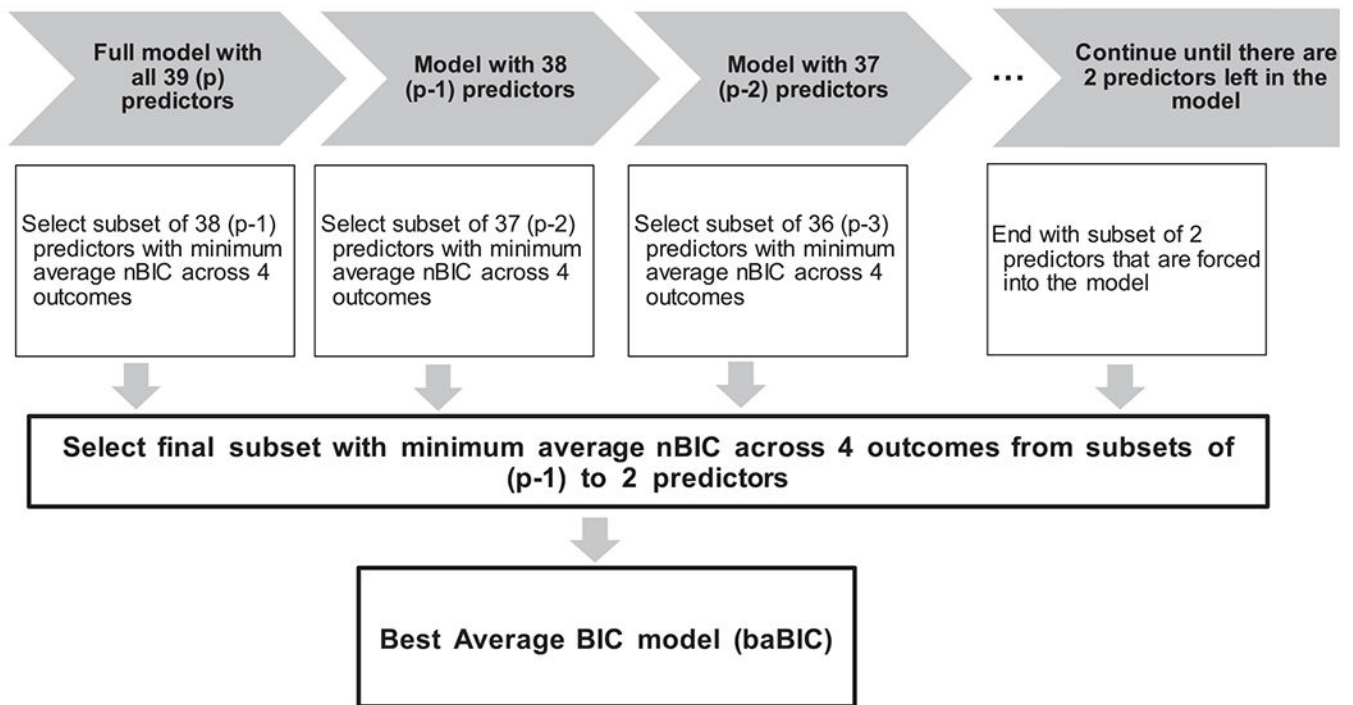 Full model with
all 39 (p)
predictors
Model with 38
(p-1) predictors
Model with 37
(p-2) predictors
...
Continue until there are
2 predictors left in the
model
Select subset of 38 (p-1)
predictors with minimum
average nBIC across 4
outcomes
Select subset of 37 (p-2)
predictors with minimum
average nBIC across 4
outcomes
Select subset of 36 (p-3)
predictors with minimum
average nBIC across 4
outcomes
End with subset of 2
predictors that are forced
into the model
Select final subset with minimum average nBIC across 4 outcomes from subsets of
(p-1) to 2 predictors
Best Average BIC model (baBIC)